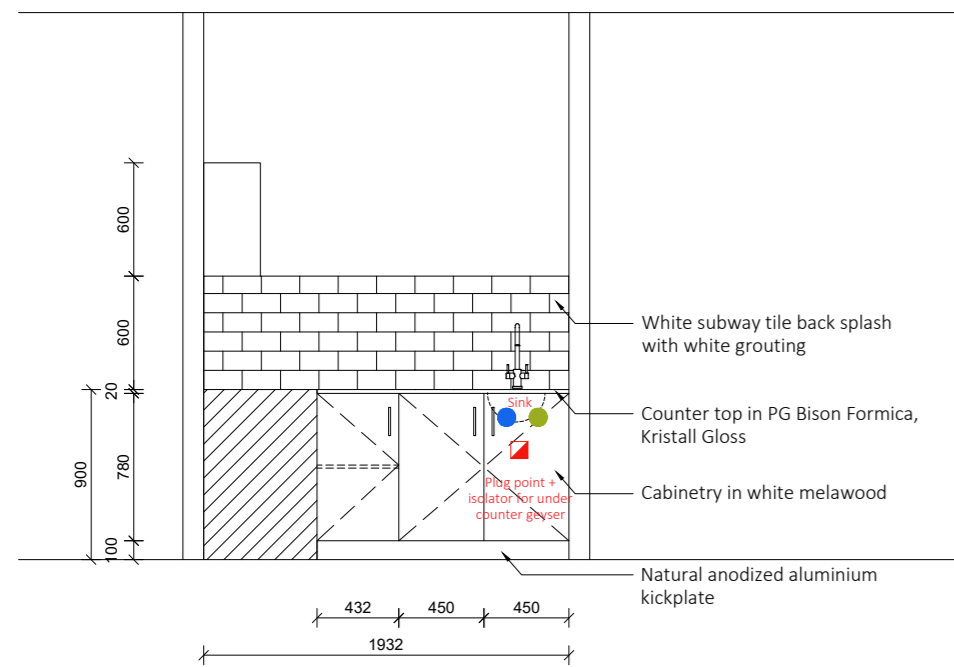 600
600
20
900
780
100
White subway tile back splash
with white grouting
Sink
Counter top in PG Bison Formica,
Kristall Gloss
Plug point +
isolator for under
counter geyser
Cabinetry in white melawood
Natural anodized aluminium
kickplate
432
450
450
1932